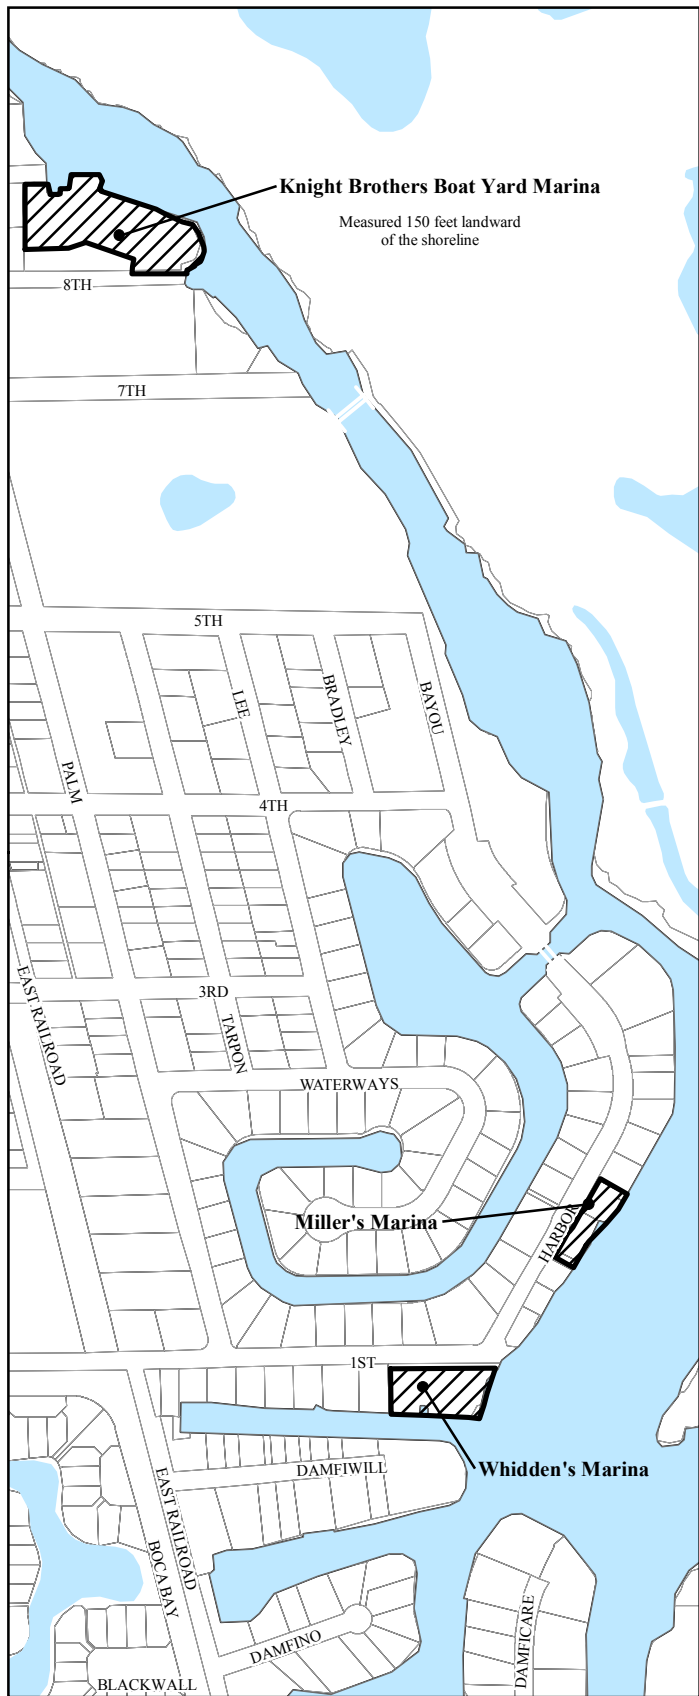 Knight Brothers Boat Yard Marina
Measured 150 feet landward
of the shoreline
8TH
7TH
5TH
LEE
BRADLEY
BAYOU
PALM
4TH
EAST RAILROAD
3RD
TARPON
WATERWAYS
Miller's Marina
HARBOR
1ST
Whidden's Marina
DAMFIWILL
EAST RAILROAD
BOCA BAY
DAMFINO
DAMFICARE
BLACKWALL